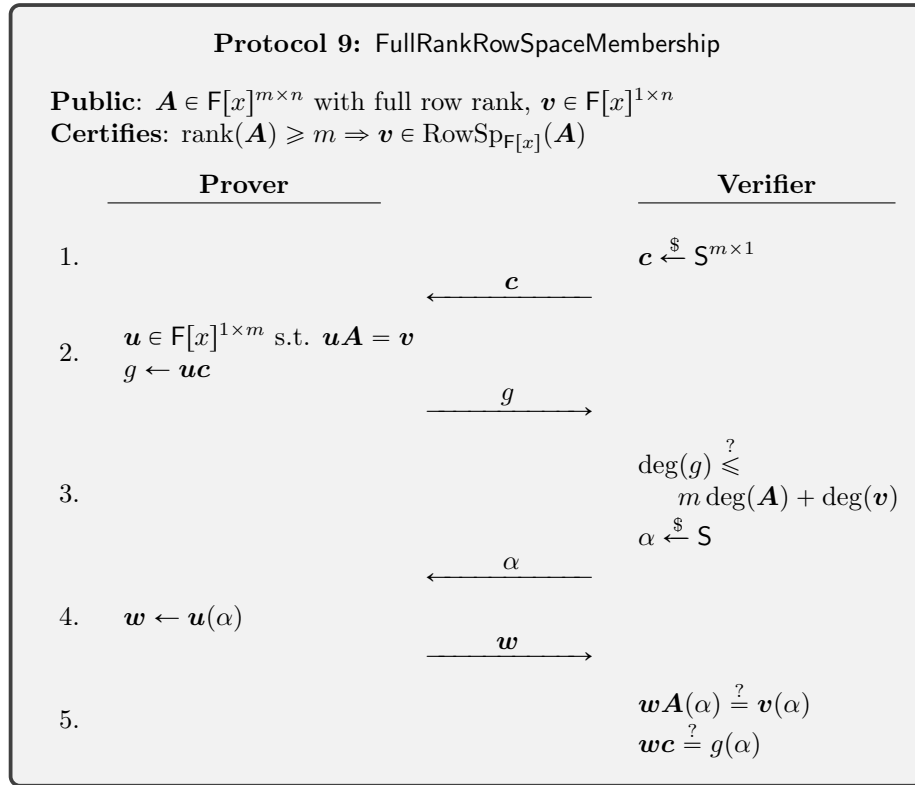 Protocol 9: FullRankRowSpaceMembership
Public: A ∈ F[x]^{m×n} with full row rank, v ∈ F[x]^{1×n}
Certifies: rank(A) ⩾ m ⇒ v ∈ RowSp_{F[x]}(A)
Prover Verifier
1. c $← S^{m×1}
c
2. u ∈ F[x]^{1×m} s.t. uA = v
g ← uc
g
3. deg(g) ⩽?
m deg(A) + deg(v)
α $← S
α
4. w ← u(α)
w
5. wA(α) =? v(α)
wc =? g(α)